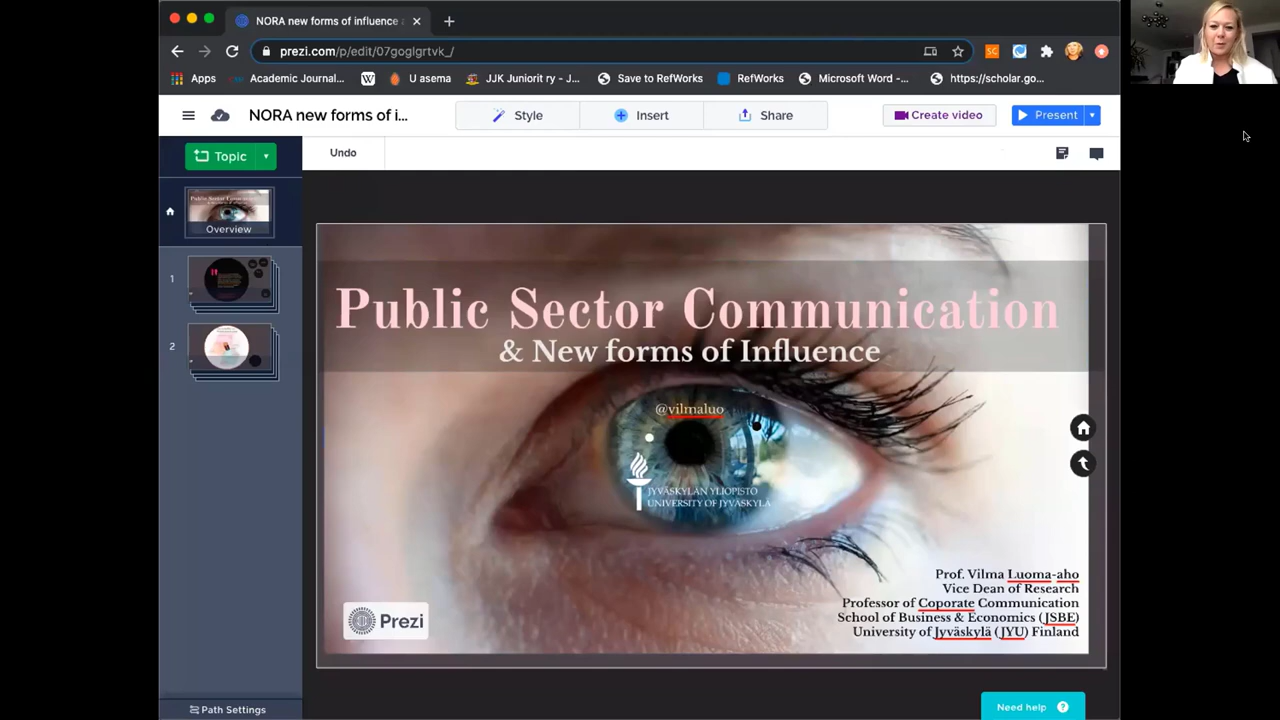 NORA new forms of influence
prezi.com/p/edit/07goglgrtvk_/
Apps
Academic Journal...
W
U asema
JJK Juniorit ry - J...
Save to RefWorks
RefWorks
Microsoft Word -...
https://scholar.go...
NORA new forms of i...
Style
Insert
Share
Create video
Present
Topic
Undo
Overview
1
2
Public Sector Communication
& New forms of Influence
@vilmaluo
JYVÄSKYLÄN YLIOPISTO
UNIVERSITY OF JYVÄSKYLÄ
Prof. Vilma Luoma-aho
Vice Dean of Research
Professor of Coporate Communication
School of Business & Economics (JSBE)
University of Jyväskylä (JYU) Finland
Prezi
Path Settings
Need help ?